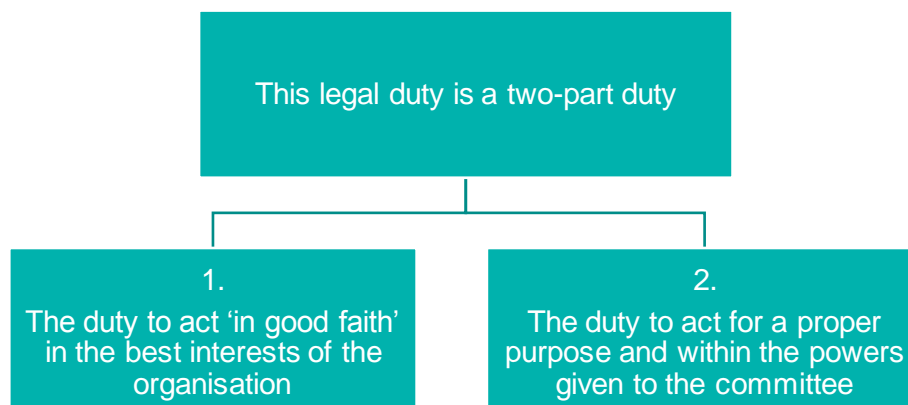 This legal duty is a two-part duty
1.
The duty to act ‘in good faith’
in the best interests of the
organisation
2.
The duty to act for a proper
purpose and within the powers
given to the committee